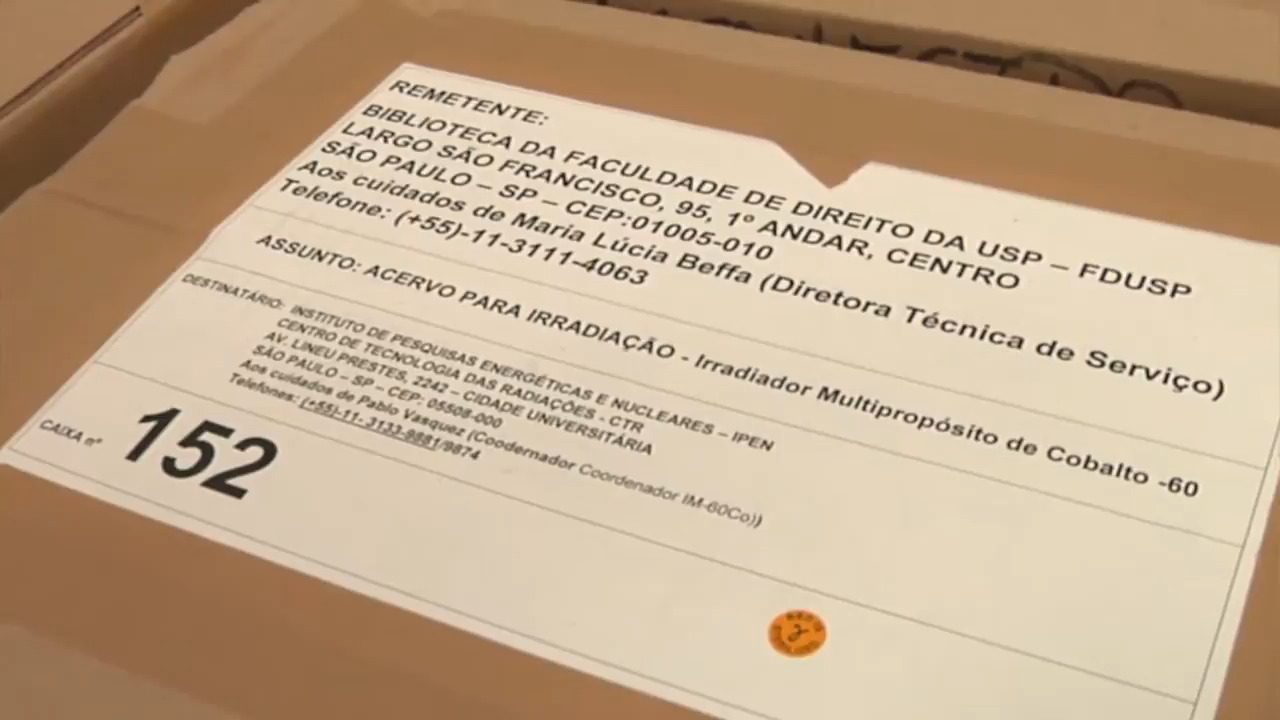 REMETENTE:
BIBLIOTECA DA FACULDADE DE DIREITO DA USP – FDUSP
LARGO SÃO FRANCISCO, 95, 1º ANDAR, CENTRO
SÃO PAULO – SP – CEP:01005-010
Aos cuidados de Maria Lúcia Beffa (Diretora Técnica de Serviço)
Telefone: (+55)-11-3111-4063
ASSUNTO: ACERVO PARA IRRADIAÇÃO - Irradiador Multipropósito de Cobalto -60
DESTINATÁRIO: INSTITUTO DE PESQUISAS ENERGÉTICAS E NUCLEARES – IPEN
CENTRO DE TECNOLOGIA DAS RADIAÇÕES - CTR
AV. LINEU PRESTES, 2242 – CIDADE UNIVERSITÁRIA
SÃO PAULO – SP – CEP: 05508-000
Aos cuidados de Pablo Vasquez (Coodernador Coordenador IM-60Co))
Telefones: (+55)-11- 3133-9881/9874
CAIXA nº 152